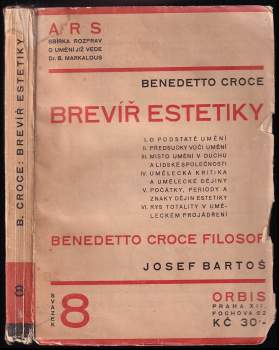 B. CROCE: BREVÍŘ ESTETIKY
8
ARS
SBÍRKA ROZPRAV
O UMĚNÍ JIŽ VEDE
Dr. B. MARKALOUS
BENEDETTO CROCE
BREVÍŘ ESTETIKY
I. O PODSTATĚ UMĚNÍ
II. PŘEDSUDKY VŮČI UMĚNÍ
III. MÍSTO UMĚNÍ V DUCHU
A LIDSKÉ SPOLEČNOSTI
IV. UMĚLECKÁ KRITIKA
A UMĚLECKÉ DĚJINY
V. POČÁTKY, PERIODY A
ZNAKY DĚJIN ESTETIKY
VI. RYS TOTALITY V UMĚ-
LECKÉM PROJÁDŘENÍ
BENEDETTO CROCE FILOSOF
JOSEF BARTOŠ
SVAZEK
8
ORBIS
PRAHA XII,
FOCHOVA 62
KČ 30·-